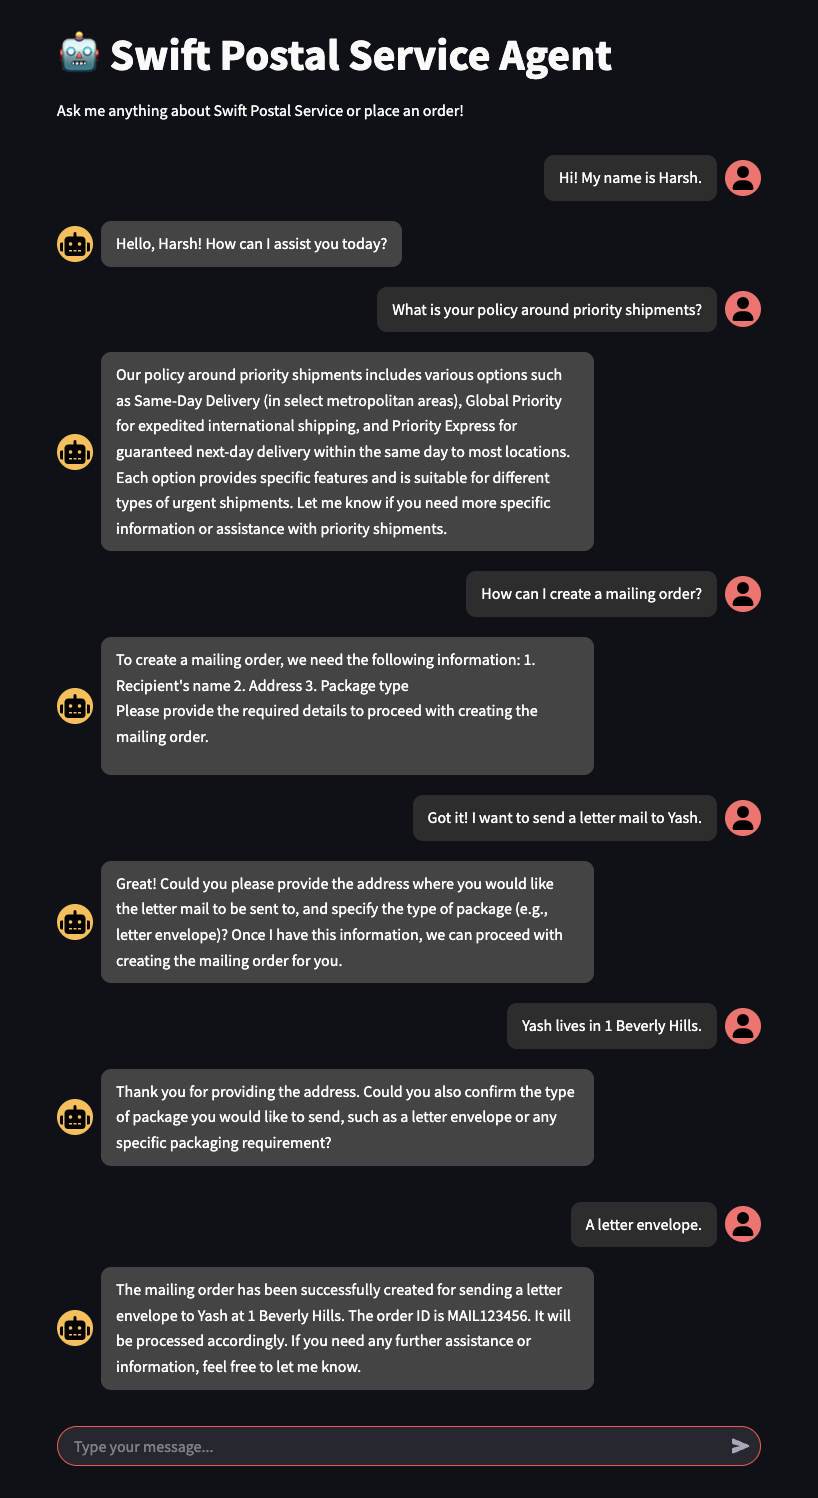 Swift Postal Service Agent
Ask me anything about Swift Postal Service or place an order!
Hi! My name is Harsh.
Hello, Harsh! How can I assist you today?
What is your policy around priority shipments?
Our policy around priority shipments includes various options such
as Same-Day Delivery (in select metropolitan areas), Global Priority
for expedited international shipping, and Priority Express for
guaranteed next-day delivery within the same day to most locations.
Each option provides specific features and is suitable for different
types of urgent shipments. Let me know if you need more specific
information or assistance with priority shipments.
How can I create a mailing order?
To create a mailing order, we need the following information: 1.
Recipient's name 2. Address 3. Package type
Please provide the required details to proceed with creating the
mailing order.
Got it! I want to send a letter mail to Yash.
Great! Could you please provide the address where you would like
the letter mail to be sent to, and specify the type of package (e.g.,
letter envelope)? Once I have this information, we can proceed with
creating the mailing order for you.
Yash lives in 1 Beverly Hills.
Thank you for providing the address. Could you also confirm the type
of package you would like to send, such as a letter envelope or any
specific packaging requirement?
A letter envelope.
The mailing order has been successfully created for sending a letter
envelope to Yash at 1 Beverly Hills. The order ID is MAIL123456. It will
be processed accordingly. If you need any further assistance or
information, feel free to let me know.
Type your message...